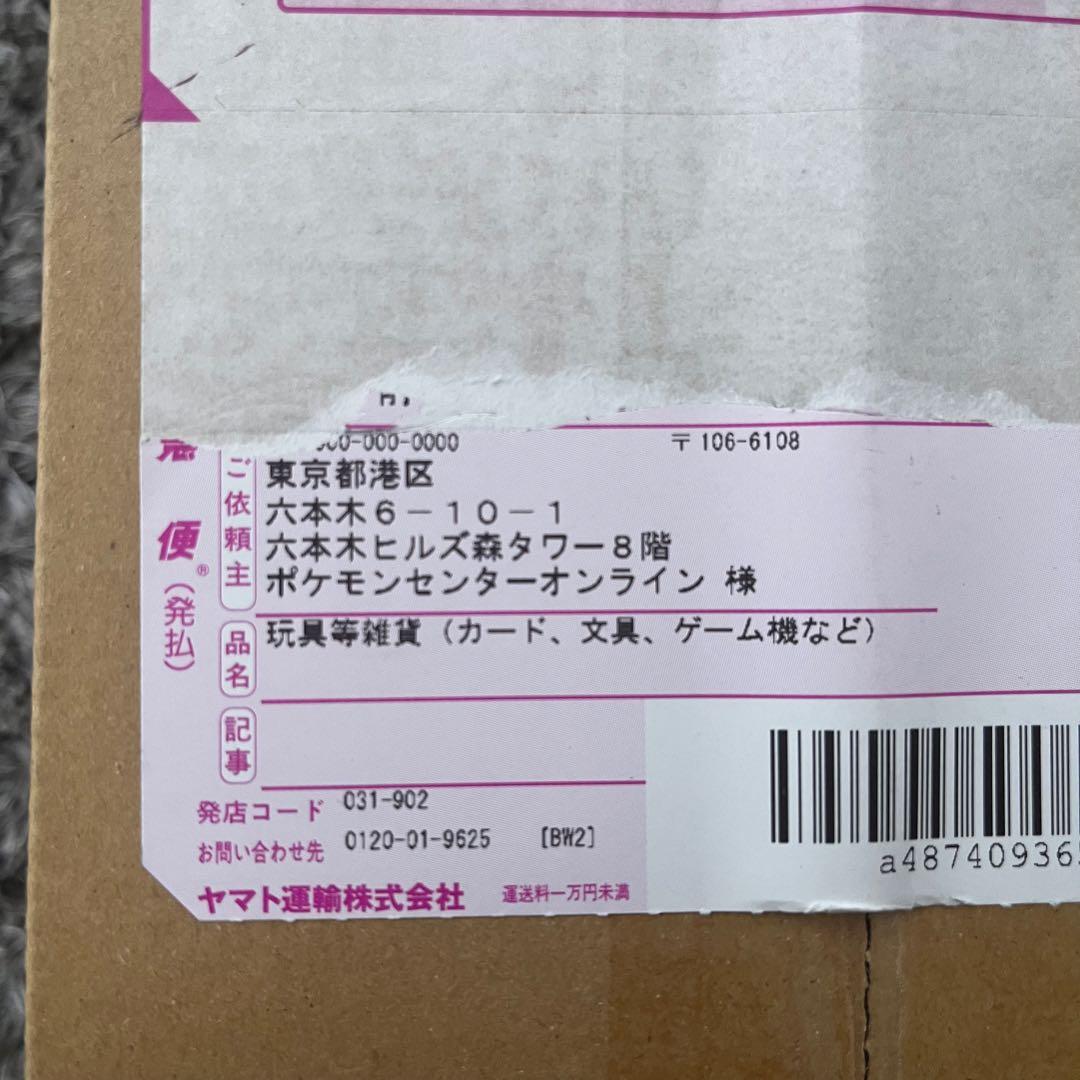 00-000-0000 〒106-6108
ご依頼主
東京都港区
六本木6-10-1
六本木ヒルズ森タワー8階
ポケモンセンターオンライン 様
便®
(発払)
品名
玩具等雑貨(カード、文具、ゲーム機など)
記事
発店コード 031-902
お問い合わせ先 0120-01-9625 [BW2]
ヤマト運輸株式会社 運送料一万円未満
a48740936